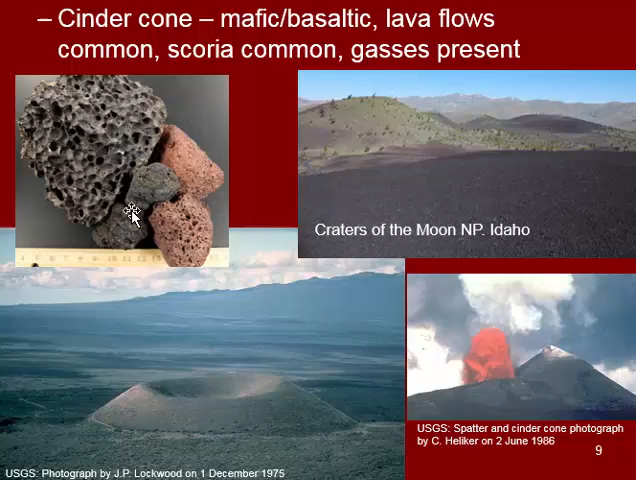 – Cinder cone – mafic/basaltic, lava flows
common, scoria common, gasses present
Craters of the Moon NP. Idaho
USGS: Spatter and cinder cone photograph
by C. Heliker on 2 June 1986
9
USGS: Photograph by J.P. Lockwood on 1 December 1975